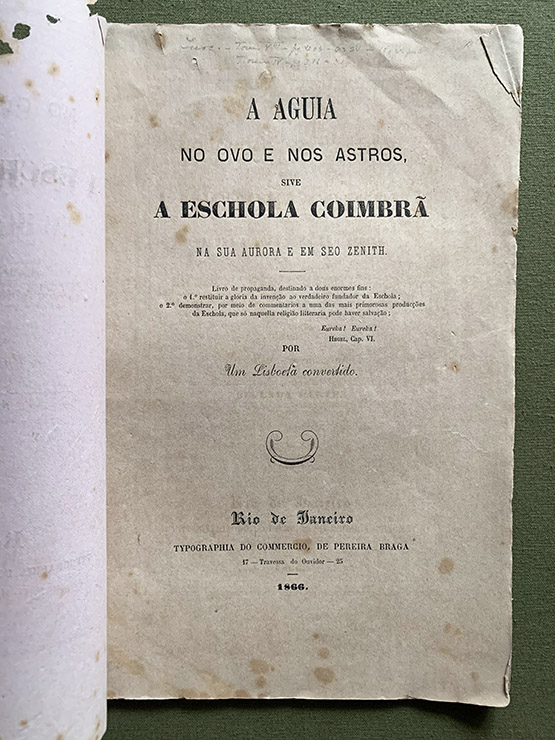 A AGUIA
NO OVO E NOS ASTROS,
SIVE
A ESCHOLA COIMBRÃ
NA SUA AURORA E EM SEO ZENITH.
Livro de propaganda, destinado a dous enormes fins:
o 1.º restituir a gloria da invenção ao verdadeiro fundador da Eschola;
o 2.º demonstrar, por meio de commentarios a uma das mais primorosas producções
da Eschola, que só naquella religião litteraria pode haver salvação;
Eureka! Eureka!
Cap. VI.
POR
Um Lisboeta convertido.
Rio de Janeiro
TYPOGRAPHIA DO COMMERCIO, DE PEREIRA BRAGA
17 — Travessa do Ouvidor — 25
1866.